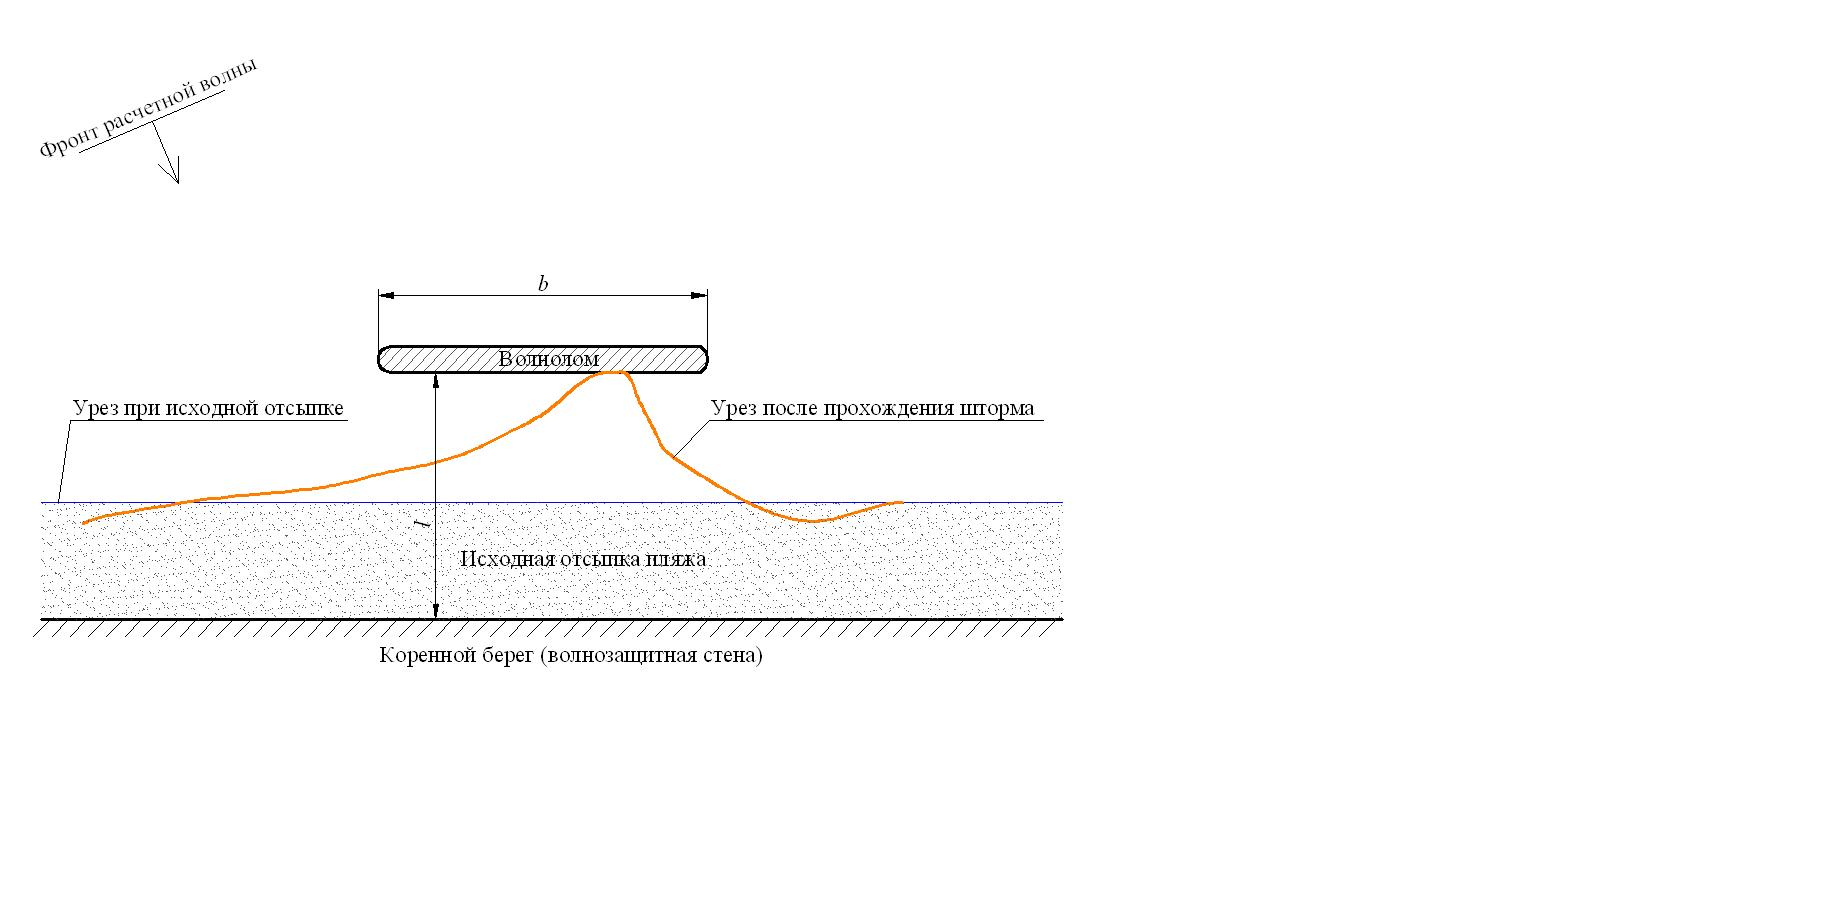 Фронт расчетной волны
b
Волнолом
Урез при исходной отсыпке
Урез после прохождения шторма
l
Исходная отсыпка пляжа
Коренной берег (волнозащитная стена)